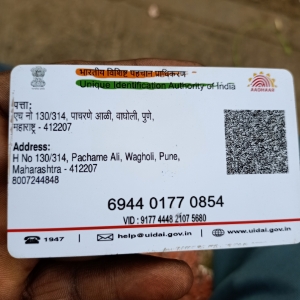 भारतीय विशिष्ट पहचान प्राधिकरण
Unique Identification Authority of India
AADHAAR
पत्ता:
एच नो 130/314, पाचरणे आळी, वाघोली, पुणे,
महाराष्ट्र - 412207
Address:
H No 130/314, Pacharne Ali, Wagholi, Pune,
Maharashtra - 412207
8007244848
6944 0177 0854
VID : 9177 4448 2107 5680
1947
help@uidai.gov.in
www.uidai.gov.in